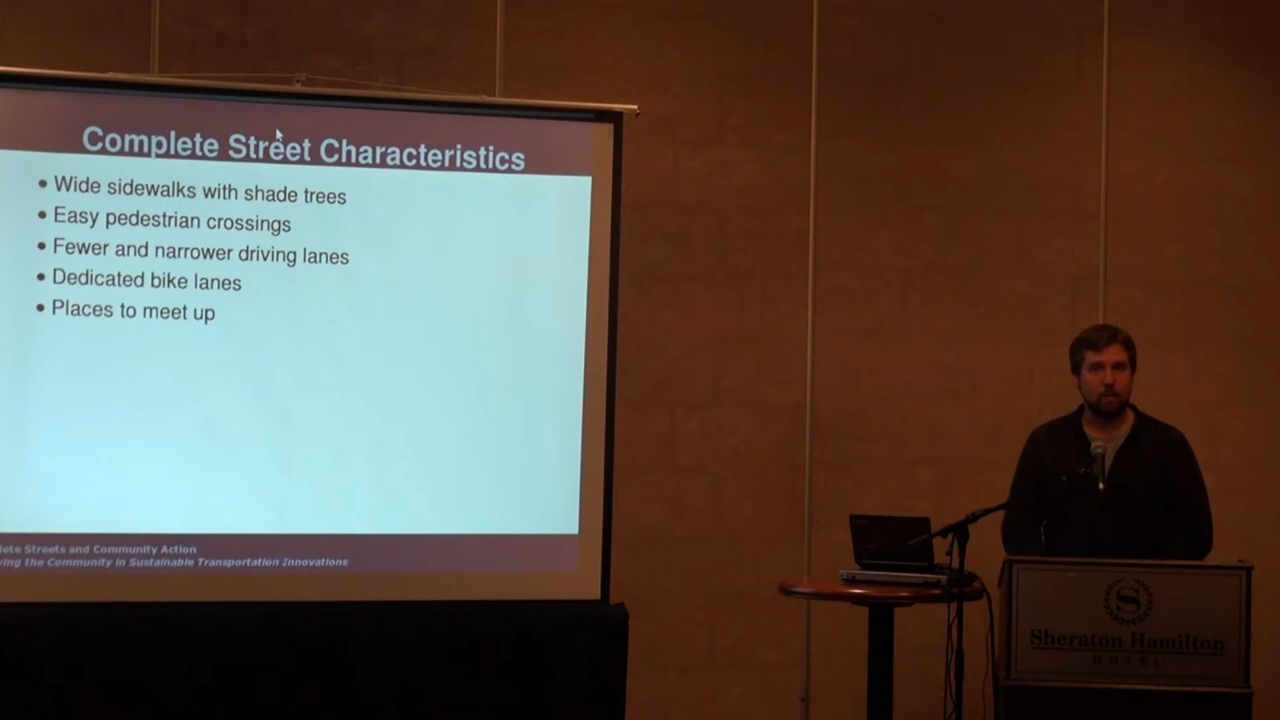 Complete Street Characteristics
• Wide sidewalks with shade trees
• Easy pedestrian crossings
• Fewer and narrower driving lanes
• Dedicated bike lanes
• Places to meet up
lete Streets and Community Action
ving the Community in Sustainable Transportation Innovations
S
Sheraton Hamilton
HOTEL